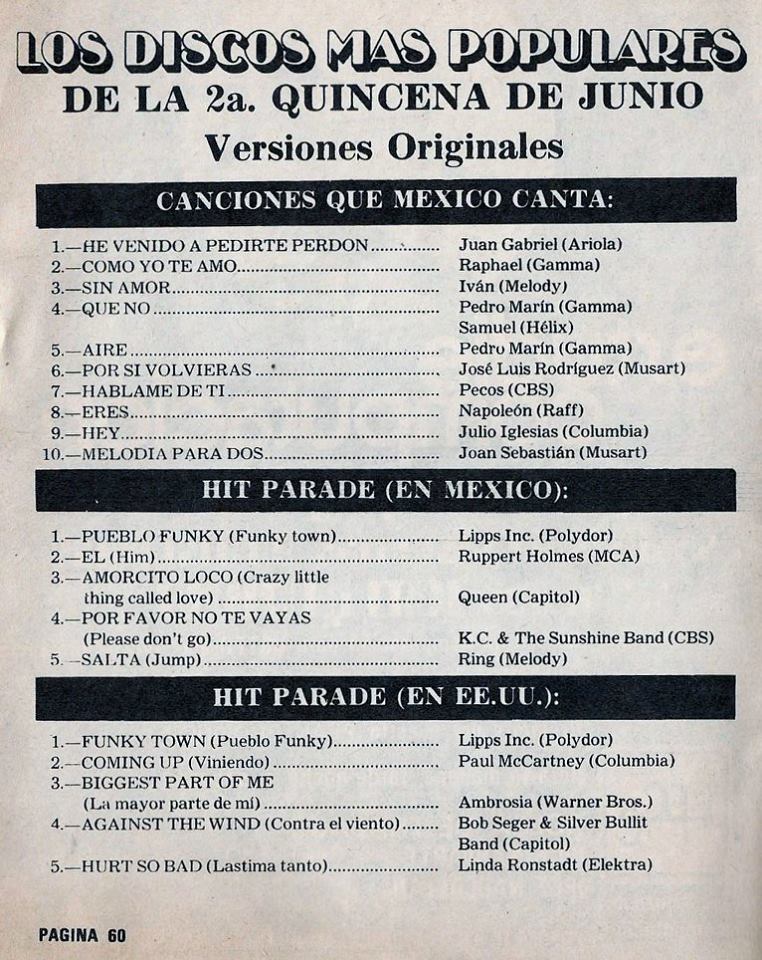 LOS DISCOS MAS POPULARES
DE LA 2a. QUINCENA DE JUNIO
Versiones Originales
CANCIONES QUE MEXICO CANTA:
1.—HE VENIDO A PEDIRTE PERDON.............. Juan Gabriel (Ariola)
2.—COMO YO TE AMO.......................................... Raphael (Gamma)
3.—SIN AMOR...................................................... Iván (Melody)
4.—QUE NO .......................................................... Pedro Marín (Gamma)
Samuel (Hélix)
5.—AIRE .............................................................. Pedro Marín (Gamma)
6.—POR SI VOLVIERAS ...................................... José Luis Rodríguez (Musart)
7.—HABLAME DE TI............................................ Pecos (CBS)
8.—ERES.............................................................. Napoleón (Raff)
9.—HEY................................................................ Julio Iglesias (Columbia)
10.—MELODIA PARA DOS.................................... Joan Sebastián (Musart)
HIT PARADE (EN MEXICO):
1.—PUEBLO FUNKY (Funky town).................... Lipps Inc. (Polydor)
2.—EL (Him)........................................................ Ruppert Holmes (MCA)
3.—AMORCITO LOCO (Crazy little
thing called love) .......................................... Queen (Capitol)
4.—POR FAVOR NO TE VAYAS
(Please don't go)............................................ K.C. & The Sunshine Band (CBS)
5.—SALTA (Jump).............................................. Ring (Melody)
HIT PARADE (EN EE.UU.):
1.—FUNKY TOWN (Pueblo Funky).................... Lipps Inc. (Polydor)
2.—COMING UP (Viniendo) ................................ Paul McCartney (Columbia)
3.—BIGGEST PART OF ME
(La mayor parte de mí) .................................. Ambrosia (Warner Bros.)
4.—AGAINST THE WIND (Contra el viento)........ Bob Seger & Silver Bullit
Band (Capitol)
5.—HURT SO BAD (Lastima tanto)...................... Linda Ronstadt (Elektra)
PAGINA 60